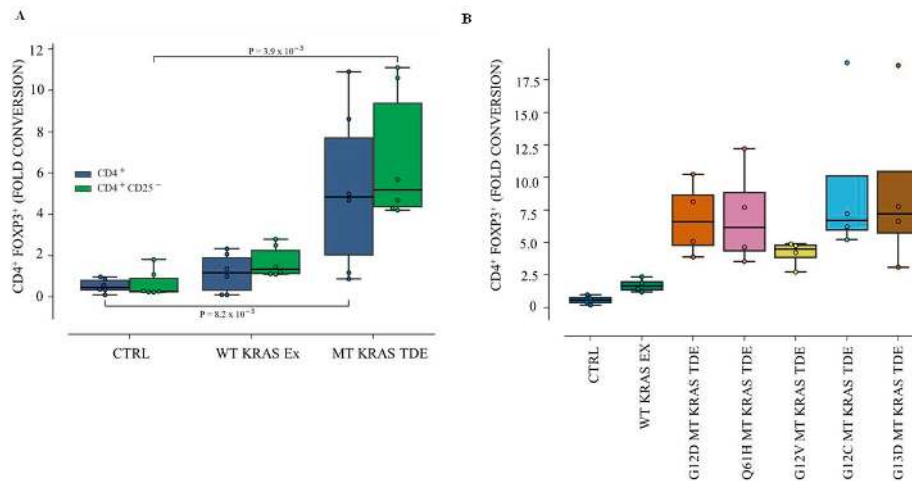 A
CD4⁺ FOXP3⁺ (FOLD CONVERSION)
12
10
8
6
4
2
0
P = 3.9 x 10⁻³
CD4⁺
CD4⁺ CD25⁻
P = 8.2 x 10⁻³
CTRL
WT KRAS Ex
MT KRAS TDE
B
CD4⁺ FOXP3⁺ (FOLD CONVERSION)
17.5
15.0
12.5
10.0
7.5
5.0
2.5
0
CTRL
WT KRAS EX
G12D MT KRAS TDE
Q61H MT KRAS TDE
G12V MT KRAS TDE
G12C MT KRAS TDE
G13D MT KRAS TDE